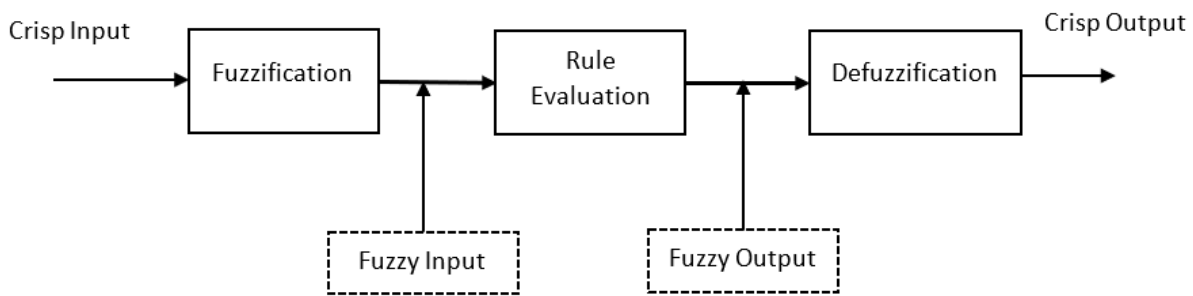 Crisp Input
Fuzzification
Rule
Evaluation
Defuzzification
Crisp Output
Fuzzy Input
Fuzzy Output